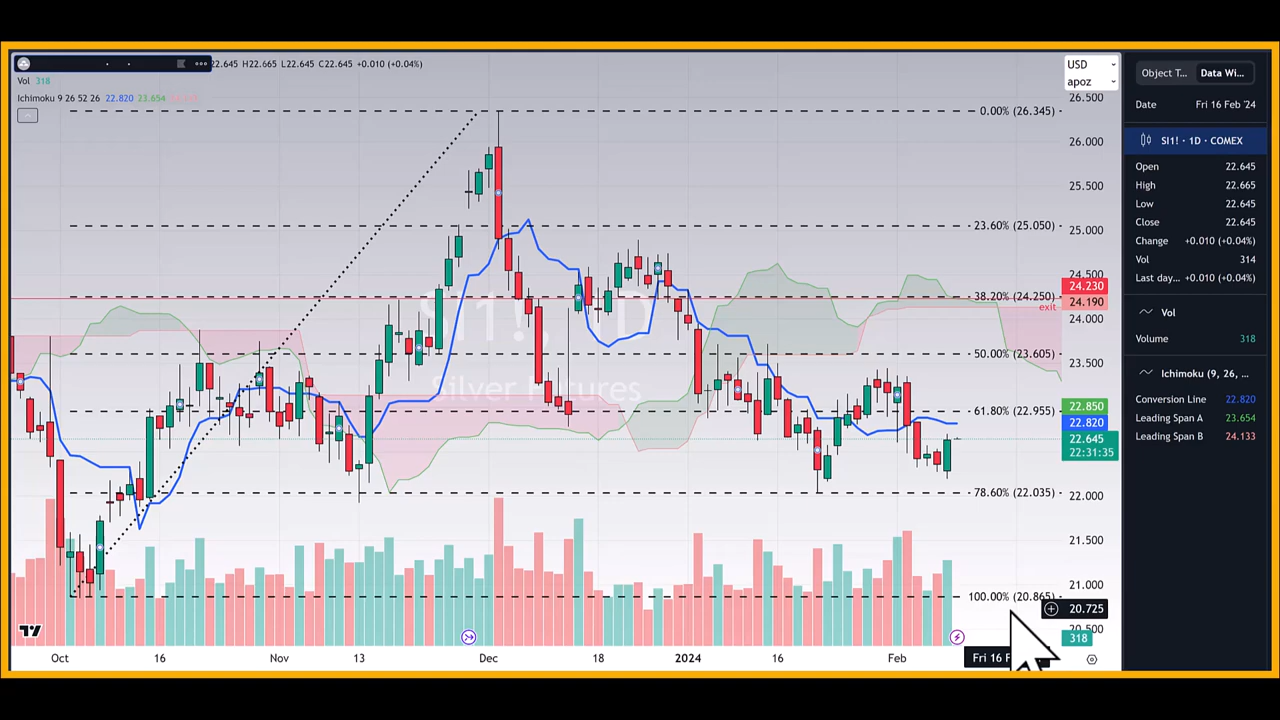 22.645 H22.665 L22.645 C22.645 +0.010 (+0.04%)
Vol 318
Ichimoku 9 26 52 26 22.820 23.654
USD
apoz
26.500
26.000
25.500
25.000
24.500
24.230
24.190
24.000
23.500
22.850
22.820
22.645
22:31:35
22.000
21.500
21.000
20.725
20.500
318
0.00% (26.345)
23.60% (25.050)
38.20% (24.250)
exit
50.00% (23.605)
61.80% (22.955)
78.60% (22.035)
100.00% (20.865)
SI1!, 1D
Silver Futures
Oct 16 Nov 13 Dec 18 2024 16 Feb Fri 16 F
Object T... Data Wi...
Date Fri 16 Feb '24
SI1! · 1D · COMEX
Open 22.645
High 22.665
Low 22.645
Close 22.645
Change +0.010 (+0.04%)
Vol 314
Last day... +0.010 (+0.04%)
Vol
Volume 318
Ichimoku (9, 26, ...
Conversion Line 22.820
Leading Span A 23.654
Leading Span B 24.133